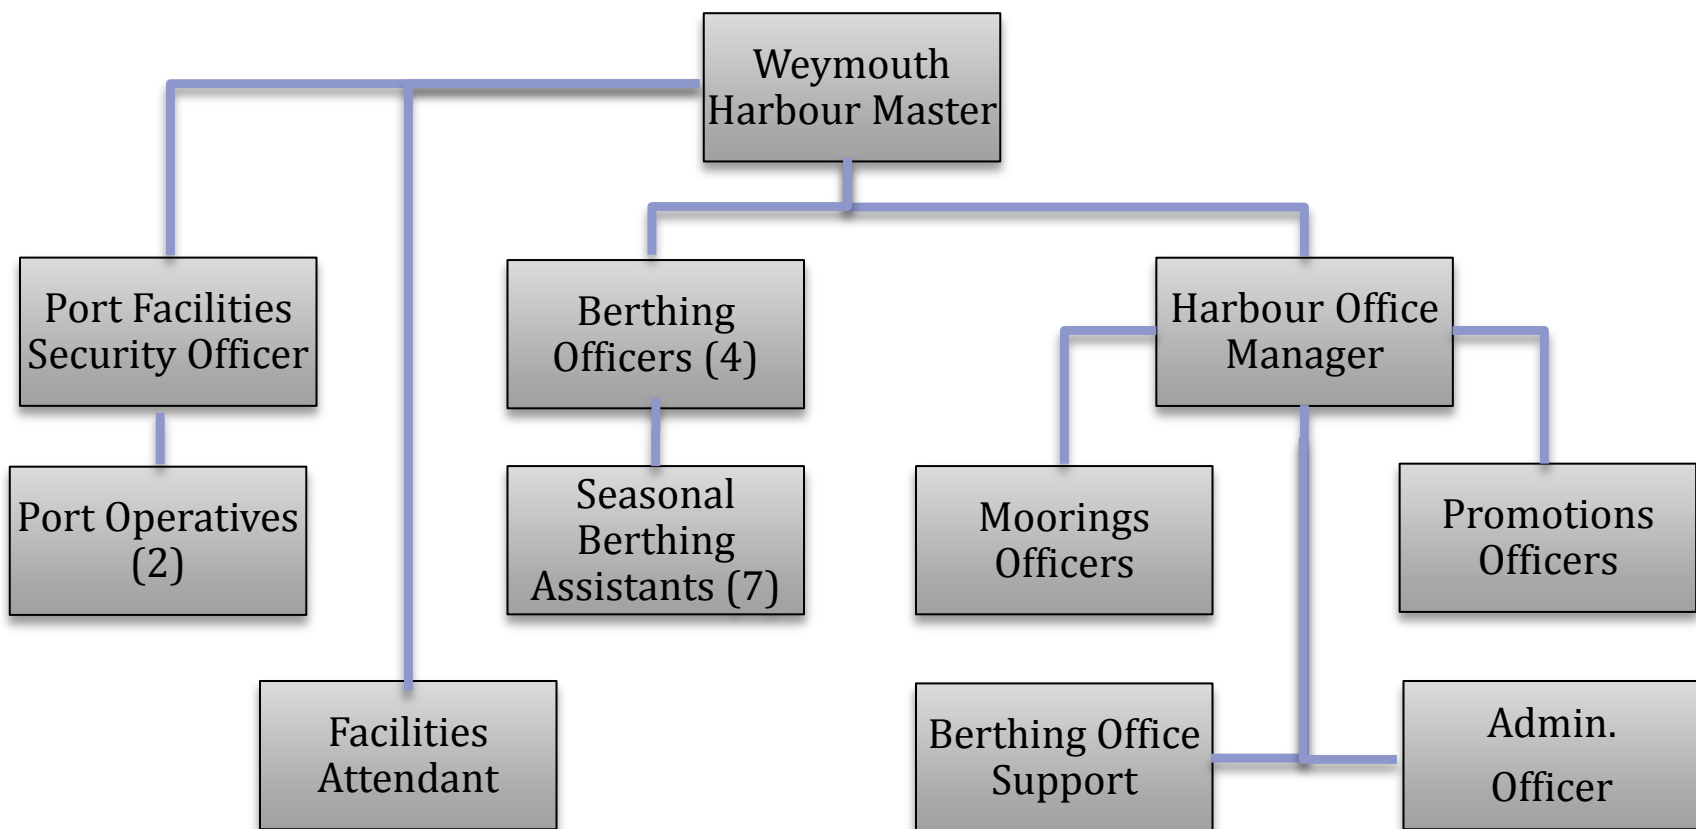 Weymouth
Harbour Master
Port Facilities
Security Officer
Berthing
Officers (4)
Harbour Office
Manager
Port Operatives
(2)
Seasonal
Berthing
Assistants (7)
Moorings
Officers
Promotions
Officers
Facilities
Attendant
Berthing Office
Support
Admin.
Officer